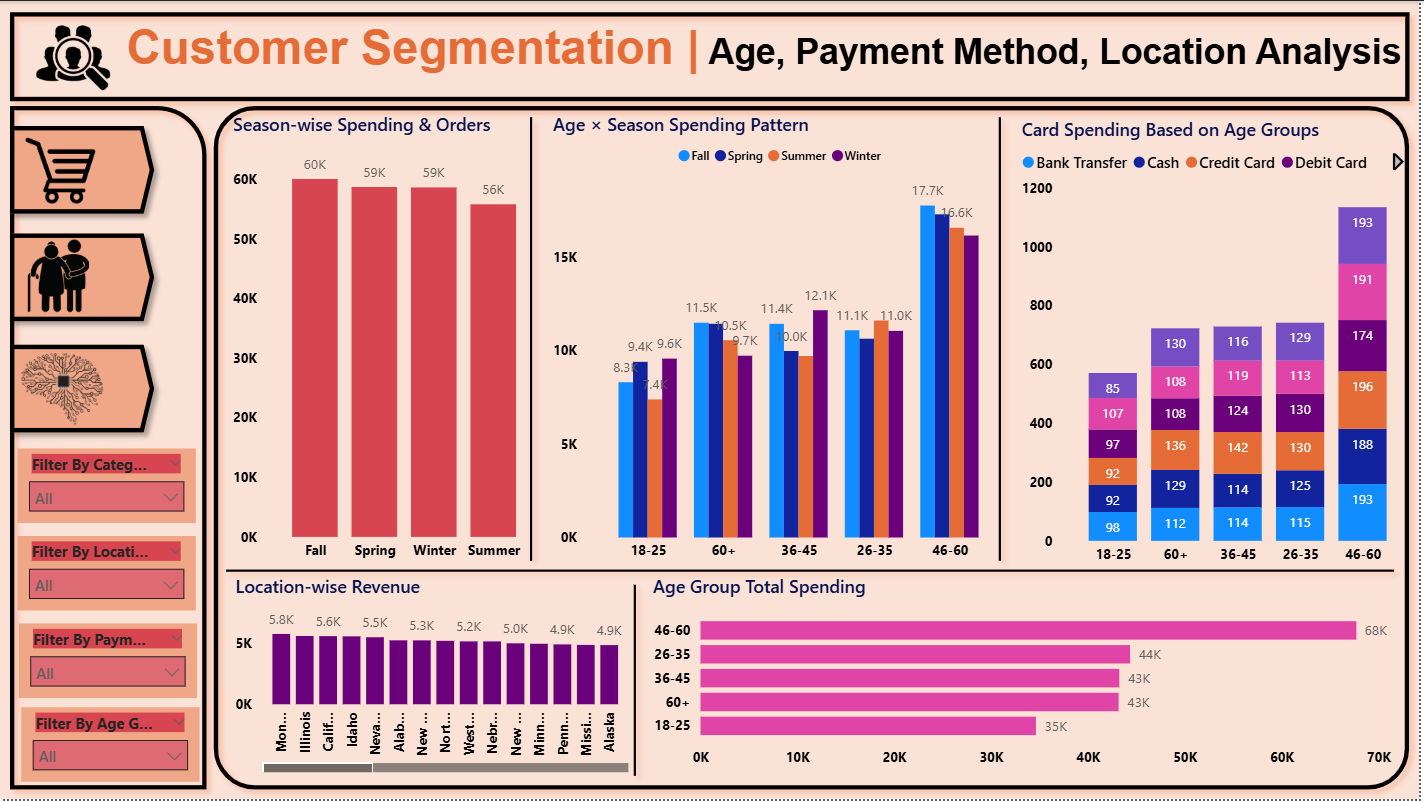 Customer Segmentation | Age, Payment Method, Location Analysis
Filter By Categ...
All
Filter By Locati...
All
Filter By Paym...
All
Filter By Age G...
All
Season-wise Spending & Orders
60K
59K
59K
56K
60K
50K
40K
30K
20K
10K
0K
Fall Spring Winter Summer
Age × Season Spending Pattern
Fall Spring Summer Winter
15K
10K
5K
0K
8.3K 9.4K 7.4K 9.6K
11.5K 10.5K 9.7K
11.4K 10.0K 12.1K
11.1K 11.0K
17.7K 16.6K
18-25 60+ 36-45 26-35 46-60
Card Spending Based on Age Groups
Bank Transfer Cash Credit Card Debit Card
1200
1000
800
600
400
200
0
85
107
97
92
92
98
130
108
108
136
129
112
116
119
124
142
114
114
129
113
130
130
125
115
193
191
174
196
188
193
18-25 60+ 36-45 26-35 46-60
Location-wise Revenue
5.8K 5.6K 5.5K 5.3K 5.2K 5.0K 4.9K 4.9K
5K
0K
Mon...
Illinois
Calif...
Idaho
Neva...
Alab...
New ...
Nort...
West...
Nebr...
New ...
Minn...
Penn...
Missi...
Alaska
Age Group Total Spending
46-60 68K
26-35 44K
36-45 43K
60+ 43K
18-25 35K
0K 10K 20K 30K 40K 50K 60K 70K